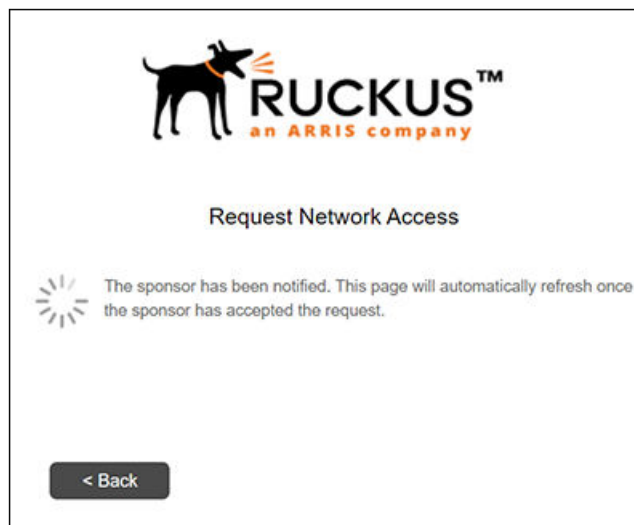 RUCKUS™
an ARRIS company
Request Network Access
The sponsor has been notified. This page will automatically refresh once
the sponsor has accepted the request.
< Back